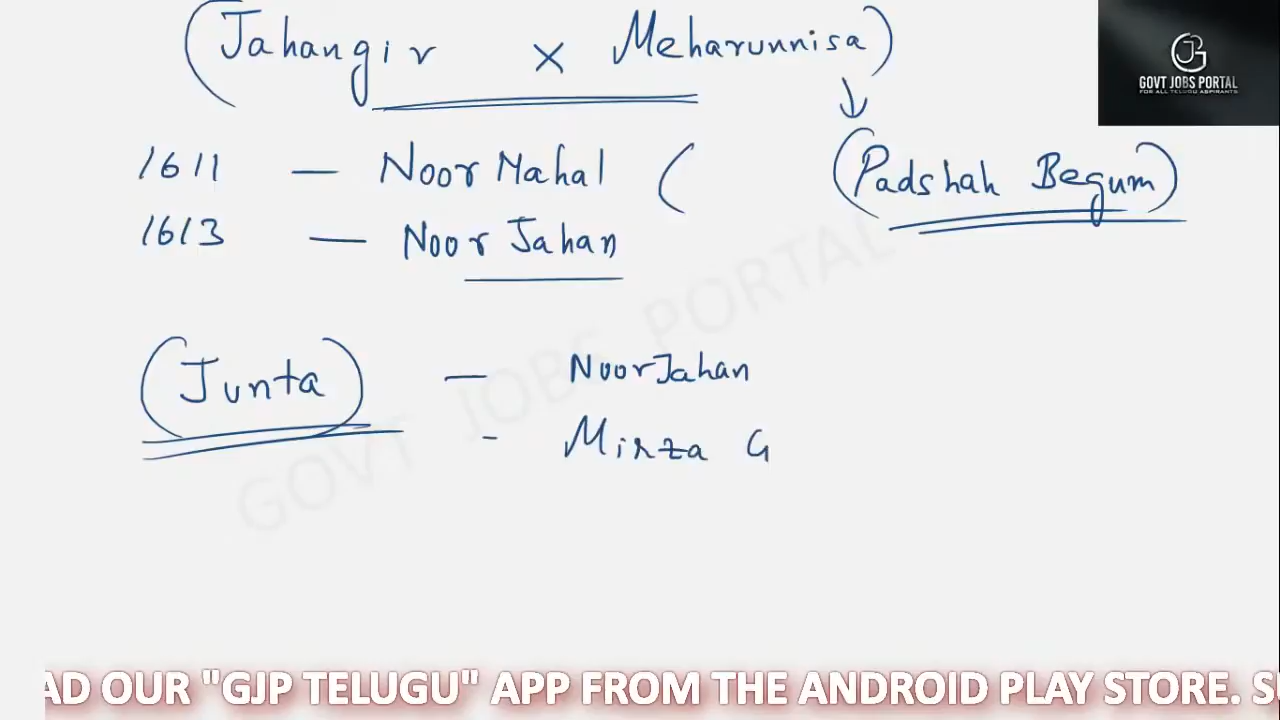 (Jahangir × Meharunnisa)
↓
1611 — Noor Mahal ( (Padshah Begum)
1613 — Noor Jahan
(Junta) — NoorJahan
- Mirza G
GOVT JOBS PORTAL
FOR ALL TELUGU ASPIRANTS
GOVT JOBS PORTAL
AD OUR "GJP TELUGU" APP FROM THE ANDROID PLAY STORE. S